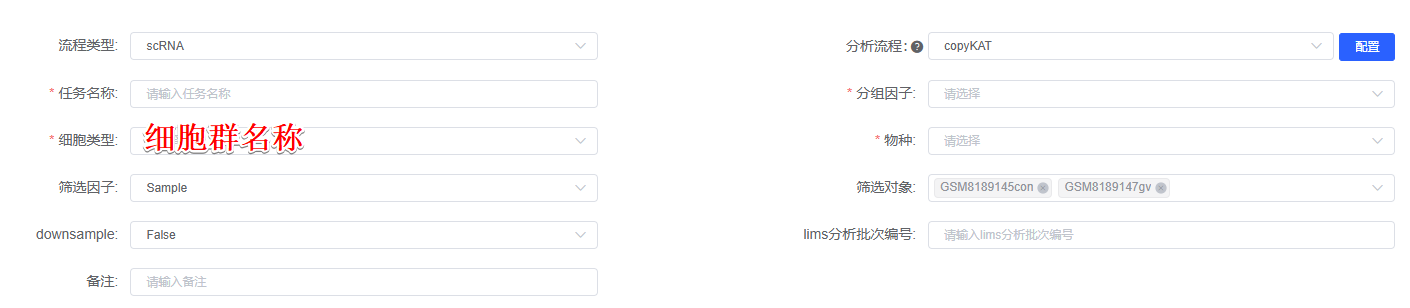 流程类型: scRNA 分析流程: ? copyKAT 配置
* 任务名称: 请输入任务名称 * 分组因子: 请选择
* 细胞类型: 细胞群名称 * 物种: 请选择
筛选因子: Sample 筛选对象: GSM8189145con GSM8189147gv
downsample: False lims分析批次编号: 请输入lims分析批次编号
备注: 请输入备注